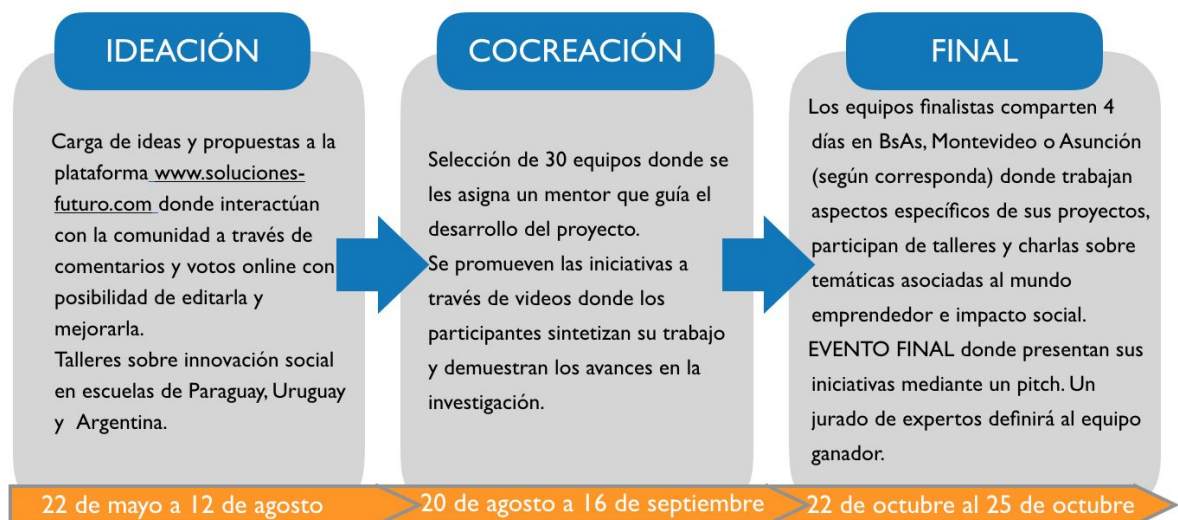 IDEACIÓN
Carga de ideas y propuestas a la
plataforma www.soluciones-
futuro.com donde interactúan
con la comunidad a través de
comentarios y votos online con
posibilidad de editarla y
mejorarla.
Talleres sobre innovación social
en escuelas de Paraguay, Uruguay
y Argentina.
22 de mayo a 12 de agosto
COCREACIÓN
Selección de 30 equipos donde se
les asigna un mentor que guía el
desarrollo del proyecto.
Se promueven las iniciativas a
través de videos donde los
participantes sintetizan su trabajo
y demuestran los avances en la
investigación.
20 de agosto a 16 de septiembre
FINAL
Los equipos finalistas comparten 4
días en BsAs, Montevideo o Asunción
(según corresponda) donde trabajan
aspectos específicos de sus proyectos,
participan de talleres y charlas sobre
temáticas asociadas al mundo
emprendedor e impacto social.
EVENTO FINAL donde presentan sus
iniciativas mediante un pitch. Un
jurado de expertos definirá al equipo
ganador.
22 de octubre al 25 de octubre